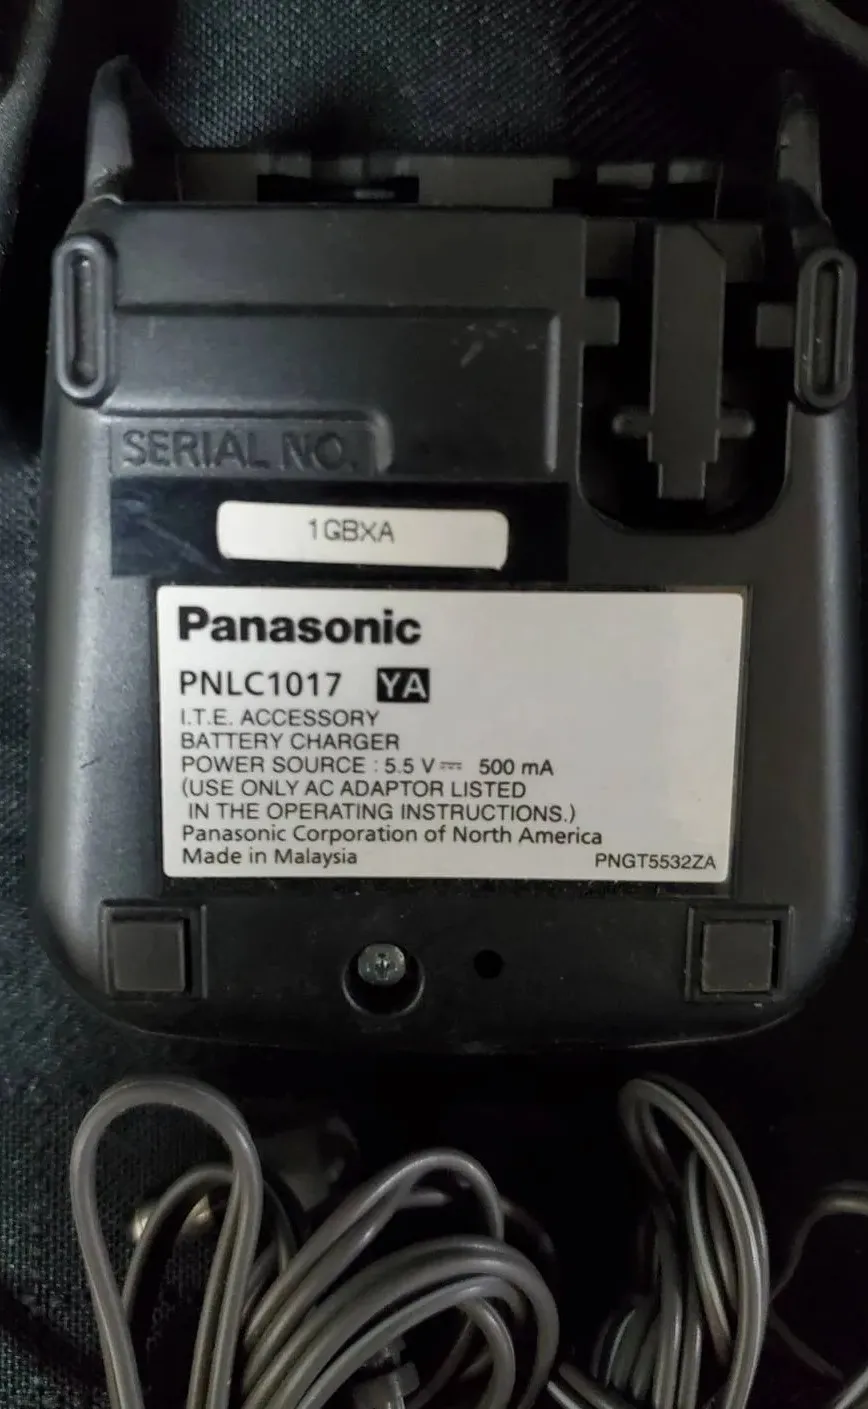 SERIAL NO.
1GBXA
Panasonic
PNLC1017 YA
I.T.E. ACCESSORY
BATTERY CHARGER
POWER SOURCE : 5.5 V⎓ 500 mA
(USE ONLY AC ADAPTOR LISTED
IN THE OPERATING INSTRUCTIONS.)
Panasonic Corporation of North America
Made in Malaysia PNGT5532ZA